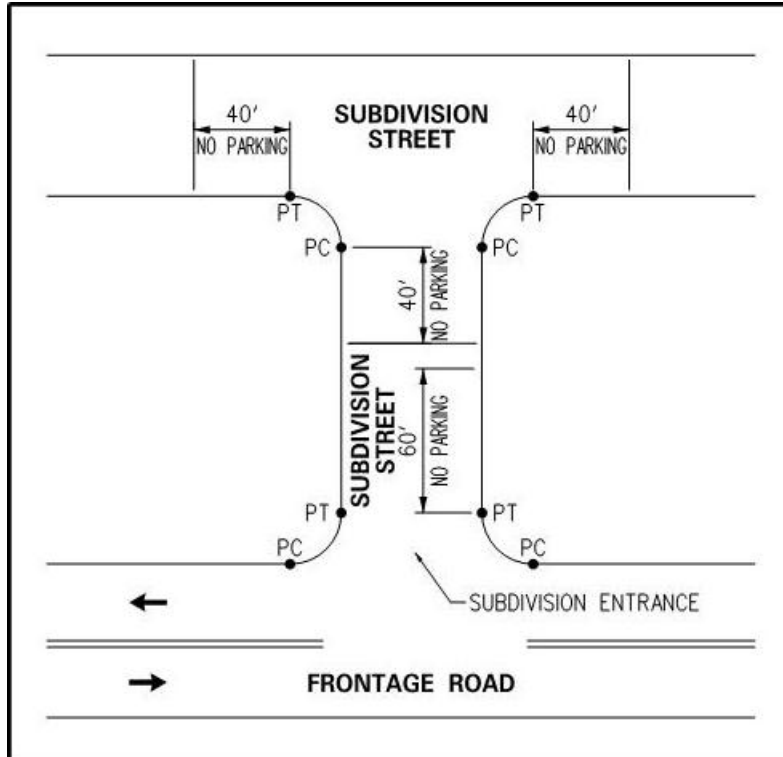 40'
NO PARKING
SUBDIVISION
STREET
40'
NO PARKING
PT
PT
PC
PC
40'
NO PARKING
SUBDIVISION
STREET
60'
NO PARKING
PT
PT
PC
PC
SUBDIVISION ENTRANCE
FRONTAGE ROAD